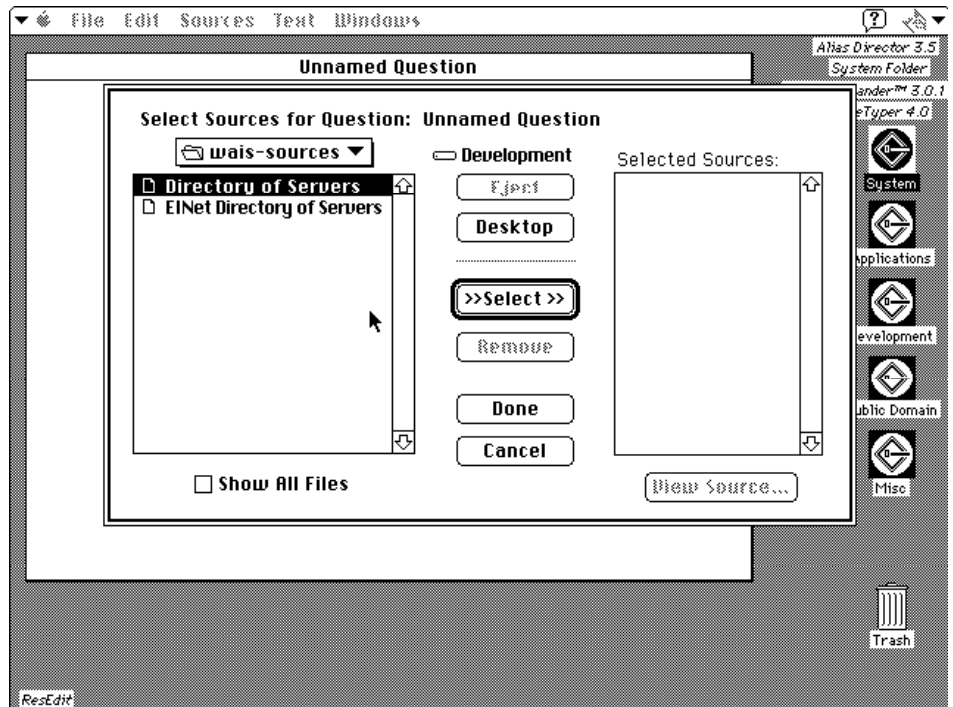 File Edit Sources Text Windows
Alias Director 3.5
Unnamed Question
System Folder
ander™ 3.0.1
eTyper 4.0
Select Sources for Question: Unnamed Question
wais-sources
Development
Selected Sources:
Directory of Servers
EINet Directory of Servers
Eject
Desktop
>>Select >>
Remove
Done
Cancel
Show All Files
View Source...
System
Applications
evelopment
ublic Domain
Misc
Trash
ResEdit